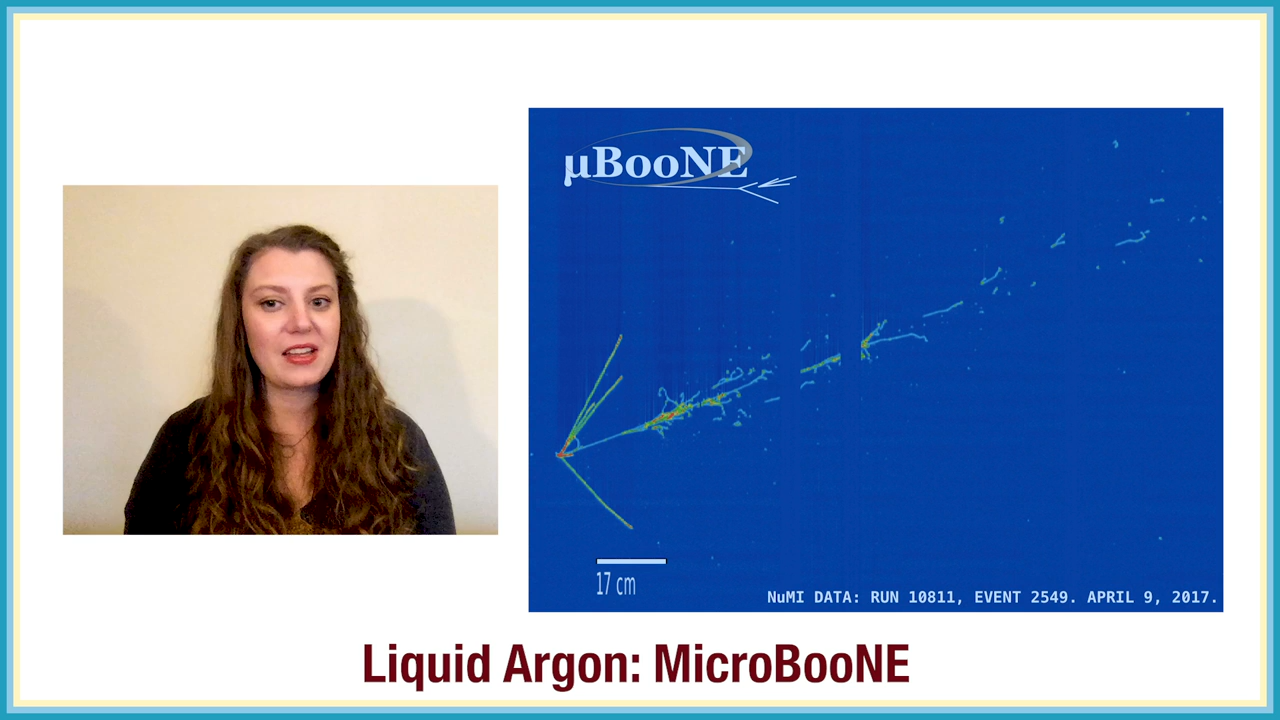 µBooNE
17 cm
NuMI DATA: RUN 10811, EVENT 2549. APRIL 9, 2017.
Liquid Argon: MicroBooNE